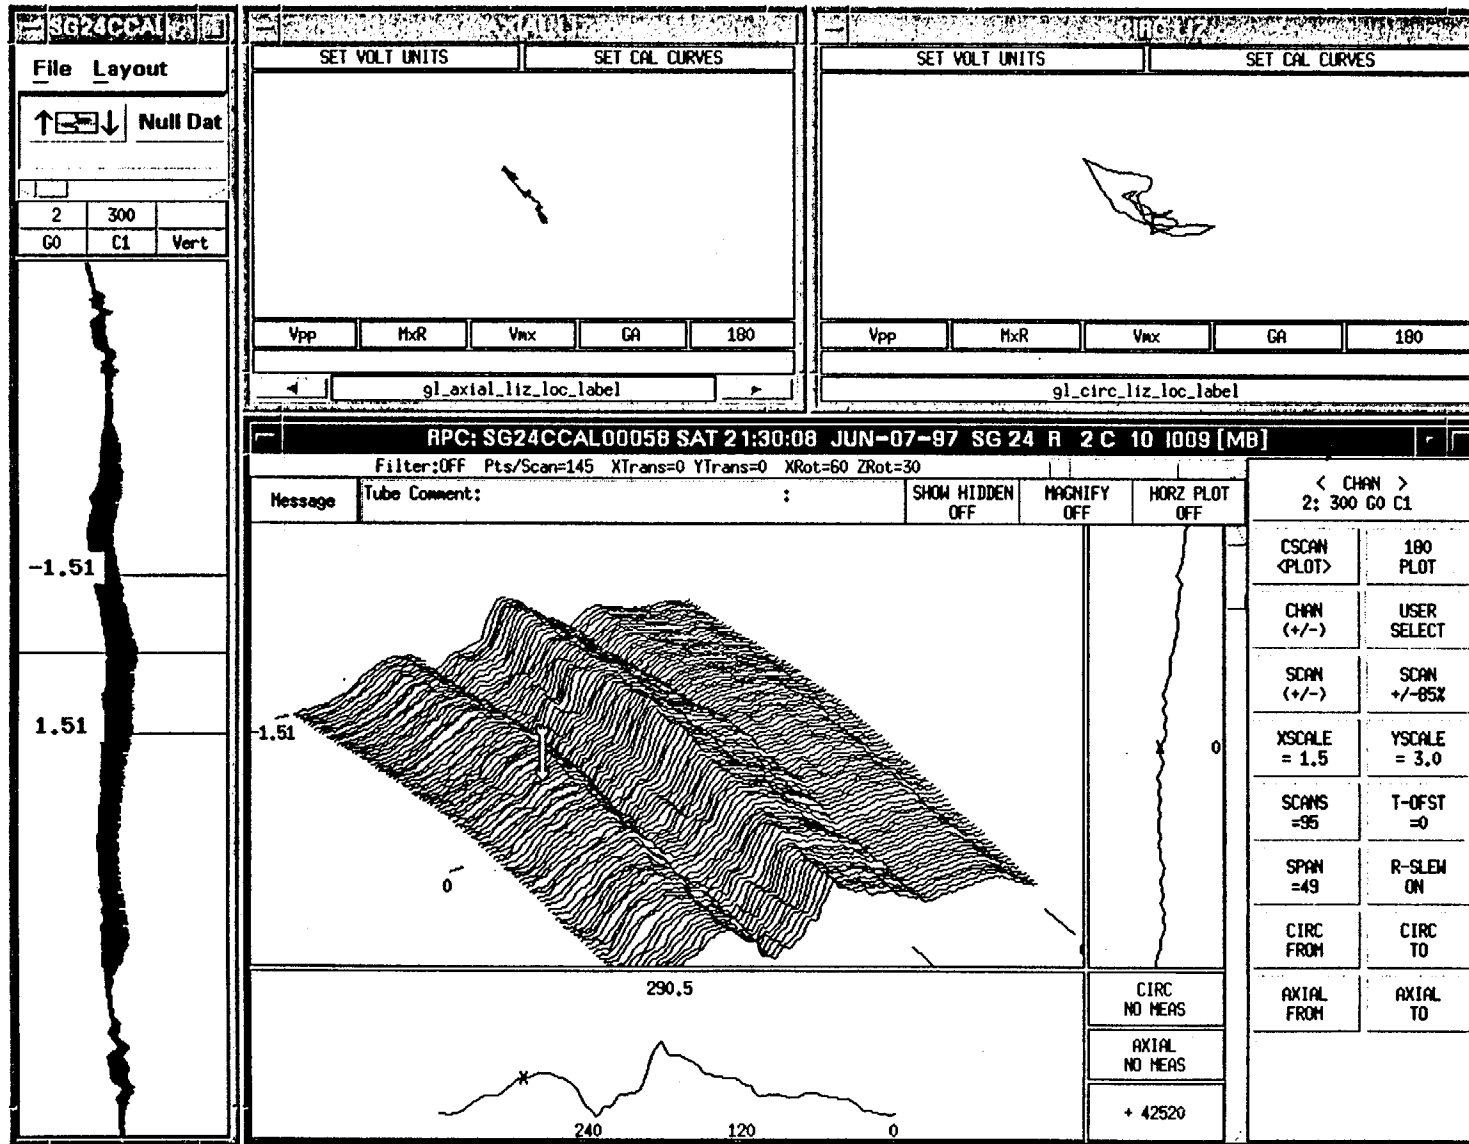 SG24CCAL
File Layout
Null Dat
2 300
G0 C1 Vert
-1.51
1.51
SET VOLT UNITS SET CAL CURVES
Vpp MxR Vmx GA 180
gl_axial_liz_loc_label
SET VOLT UNITS SET CAL CURVES
Vpp MxR Vmx GA 180
gl_circ_liz_loc_label
RPC: SG24CCAL00058 SAT 21:30:08 JUN-07-97 SG 24 R 2 C 10 I009 [MB]
Filter:OFF Pts/Scan=145 XTrans=0 YTrans=0 XRot=60 ZRot=30
Message
Tube Comment: :
SHOW HIDDEN
OFF
MAGNIFY
OFF
HORZ PLOT
OFF
-1.51
0
0
X
290.5
X
240 120 0
CIRC
NO MEAS
AXIAL
NO MEAS
+ 42520
< CHAN >
2: 300 G0 C1
CSCAN
<PLOT>
180
PLOT
CHAN
(+/-)
USER
SELECT
SCAN
(+/-)
SCAN
+/-85%
XSCALE
= 1.5
YSCALE
= 3.0
SCANS
=95
T-OFST
=0
SPAN
=49
R-SLEW
ON
CIRC
FROM
CIRC
TO
AXIAL
FROM
AXIAL
TO